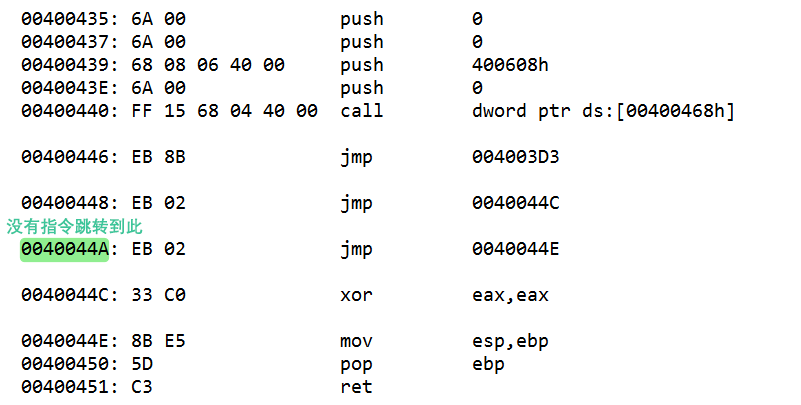 00400435: 6A 00 push 0
00400437: 6A 00 push 0
00400439: 68 08 06 40 00 push 400608h
0040043E: 6A 00 push 0
00400440: FF 15 68 04 40 00 call dword ptr ds:[00400468h]
00400446: EB 8B jmp 004003D3
00400448: EB 02 jmp 0040044C
没有指令跳转到此
0040044A: EB 02 jmp 0040044E
0040044C: 33 C0 xor eax,eax
0040044E: 8B E5 mov esp,ebp
00400450: 5D pop ebp
00400451: C3 ret